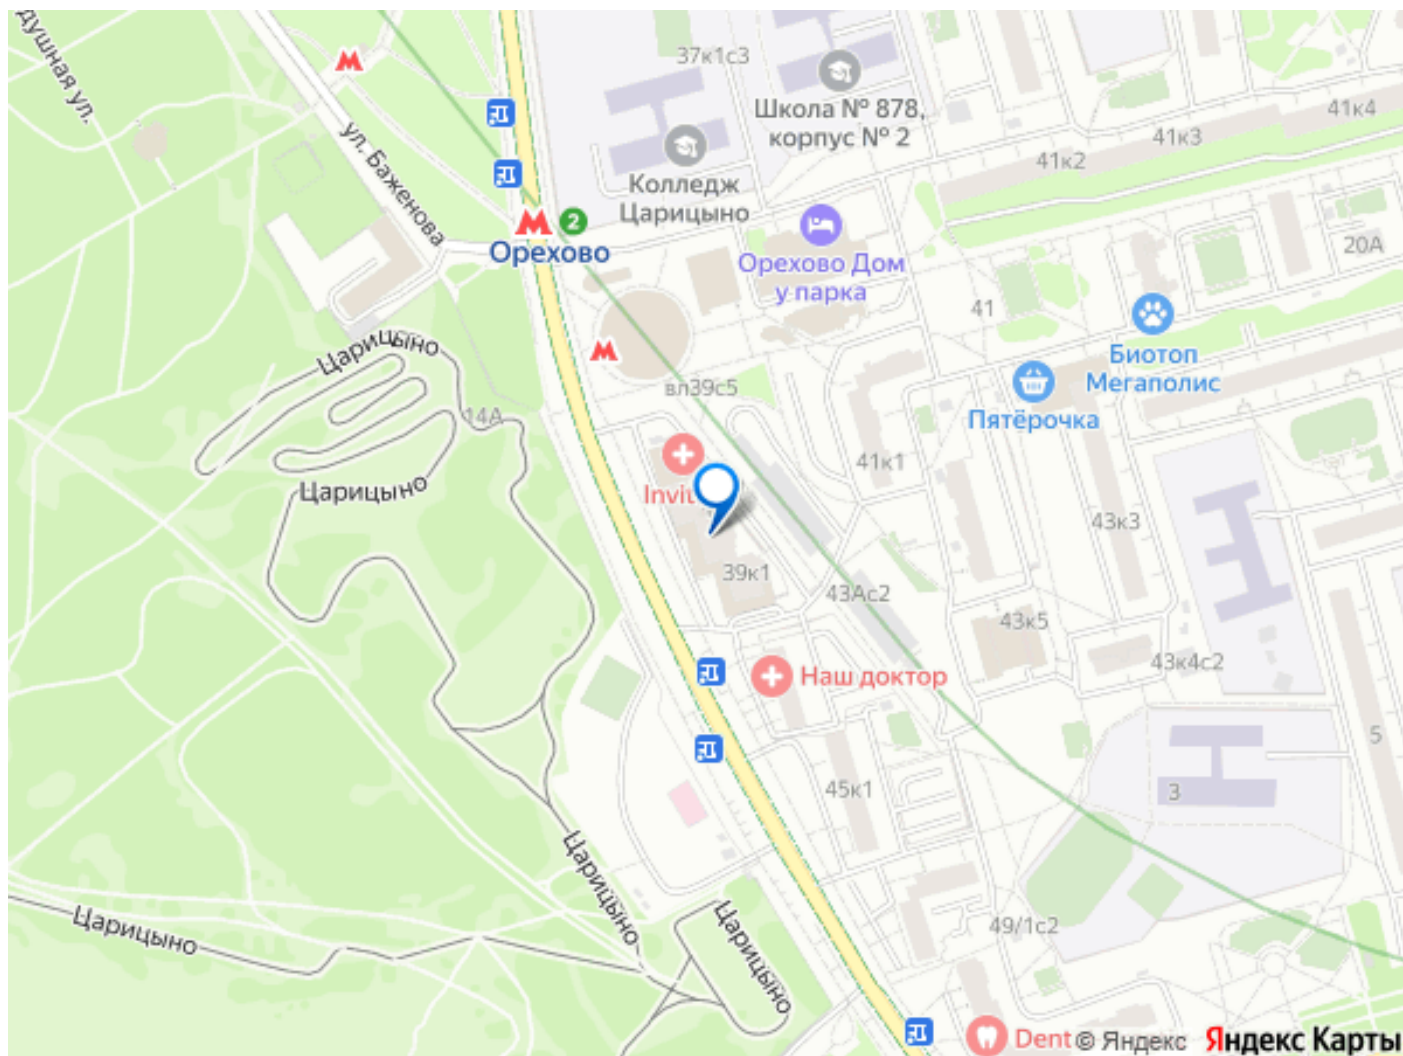 душная ул.
37к1с3
Школа № 878,
корпус № 2
41к4
41к3
41к2
ул. Баженова
Колледж
Царицыно
2
Орехово
Орехово Дом
у парка
20А
41
Царицыно
Биотоп
Мегаполис
вл39с5
Пятёрочка
14А
41к1
Царицыно
Invit
43к3
39к1
43Ас2
43к5
43к4с2
Наш доктор
5
45к1
3
Царицыно
Царицыно
Царицыно
49/1с2
Dent
© Яндекс Яндекс Карты